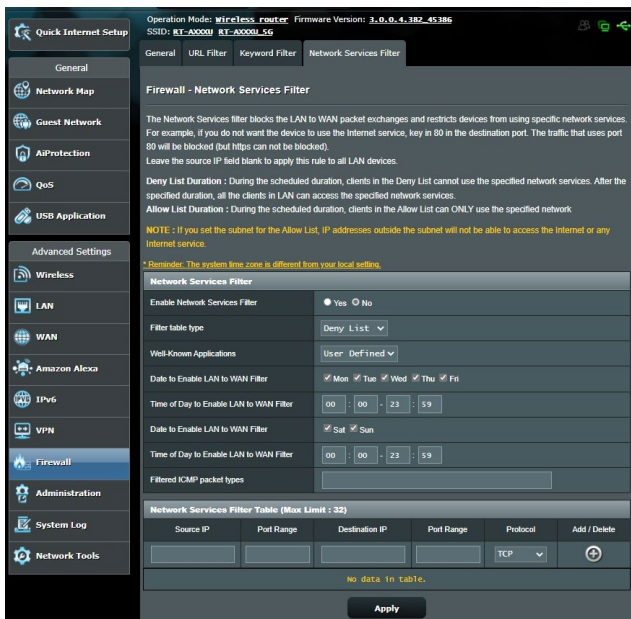 Operation Mode: Wireless router Firmware Version: 3.0.0.4.382_45386
SSID: RT-AXXXU RT-AXXXU_5G
Quick Internet Setup
General
Network Map
Guest Network
AiProtection
QoS
USB Application
Advanced Settings
Wireless
LAN
WAN
Amazon Alexa
IPv6
VPN
Firewall
Administration
System Log
Network Tools
General URL Filter Keyword Filter Network Services Filter
Firewall - Network Services Filter
The Network Services filter blocks the LAN to WAN packet exchanges and restricts devices from using specific network services.
For example, if you do not want the device to use the Internet service, key in 80 in the destination port. The traffic that uses port
80 will be blocked (but https can not be blocked).
Leave the source IP field blank to apply this rule to all LAN devices.
Deny List Duration : During the scheduled duration, clients in the Deny List cannot use the specified network services. After the
specified duration, all the clients in LAN can access the specified network services.
Allow List Duration : During the scheduled duration, clients in the Allow List can ONLY use the specified network
NOTE : If you set the subnet for the Allow List, IP addresses outside the subnet will not be able to access the Internet or any
Internet service.
* Reminder: The system time zone is different from your local setting.
Network Services Filter
Enable Network Services Filter Yes No
Filter table type Deny List
Well-Known Applications User Defined
Date to Enable LAN to WAN Filter Mon Tue Wed Thu Fri
Time of Day to Enable LAN to WAN Filter 00 : 00 - 23 : 59
Date to Enable LAN to WAN Filter Sat Sun
Time of Day to Enable LAN to WAN Filter 00 : 00 - 23 : 59
Filtered ICMP packet types
Network Services Filter Table (Max Limit : 32)
Source IP Port Range Destination IP Port Range Protocol Add / Delete
TCP
No data in table.
Apply